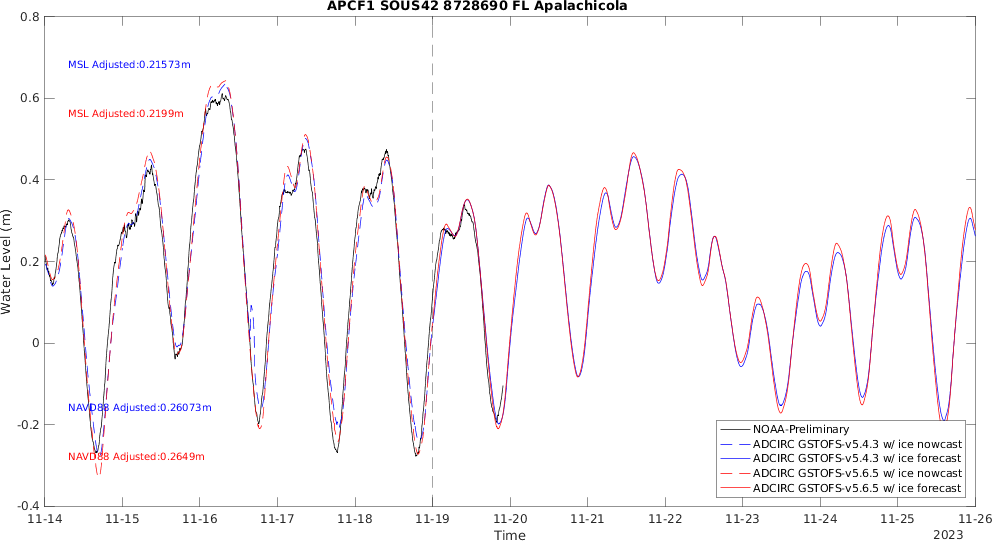 APCF1 SOUS42 8728690 FL Apalachicola
0.8
0.6
0.4
0.2
0
-0.2
-0.4
Water Level (m)
MSL Adjusted:0.21573m
MSL Adjusted:0.2199m
NAVD88 Adjusted:0.26073m
NAVD88 Adjusted:0.2649m
NOAA-Preliminary
ADCIRC GSTOFS-v5.4.3 w/ ice nowcast
ADCIRC GSTOFS-v5.4.3 w/ ice forecast
ADCIRC GSTOFS-v5.6.5 w/ ice nowcast
ADCIRC GSTOFS-v5.6.5 w/ ice forecast
11-14 11-15 11-16 11-17 11-18 11-19 11-20 11-21 11-22 11-23 11-24 11-25 11-26
Time
2023